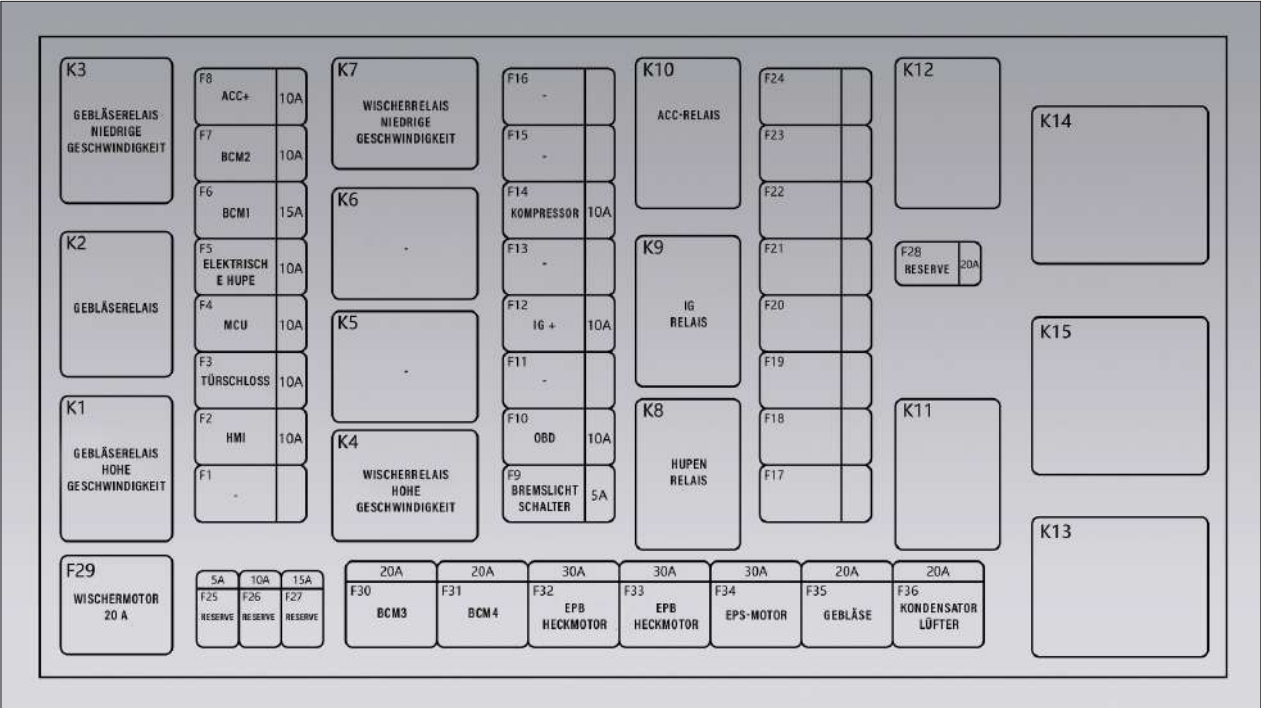 K3
GEBLÄSERELAIS
NIEDRIGE
GESCHWINDIGKEIT
K2
GEBLÄSERELAIS
K1
GEBLÄSERELAIS
HOHE
GESCHWINDIGKEIT
F29
WISCHERMOTOR
20 A
F8
ACC+ 10A
F7
BCM2 10A
F6
BCM1 15A
F5
ELEKTRISCH
E HUPE 10A
F4
MCU 10A
F3
TÜRSCHLOSS 10A
F2
HMI 10A
F1
-
5A 10A 15A
F25 F26 F27
RESERVE RESERVE RESERVE
K7
WISCHERRELAIS
NIEDRIGE
GESCHWINDIGKEIT
K6
-
K5
-
K4
WISCHERRELAIS
HOHE
GESCHWINDIGKEIT
F16
-
F15
-
F14
KOMPRESSOR 10A
F13
-
F12
IG + 10A
F11
-
F10
OBD 10A
F9
BREMSLICHT
SCHALTER 5A
K10
ACC-RELAIS
K9
IG
RELAIS
K8
HUPEN
RELAIS
F24
F23
F22
F21
F20
F19
F18
F17
K12
F28
RESERVE 20A
K11
K14
K15
K13
20A 20A 30A 30A 30A 20A 20A
F30 F31 F32 F33 F34 F35 F36
BCM3
BCM4
EPB
HECKMOTOR
EPB
HECKMOTOR
EPS-MOTOR
GEBLÄSE
KONDENSATOR
LÜFTER